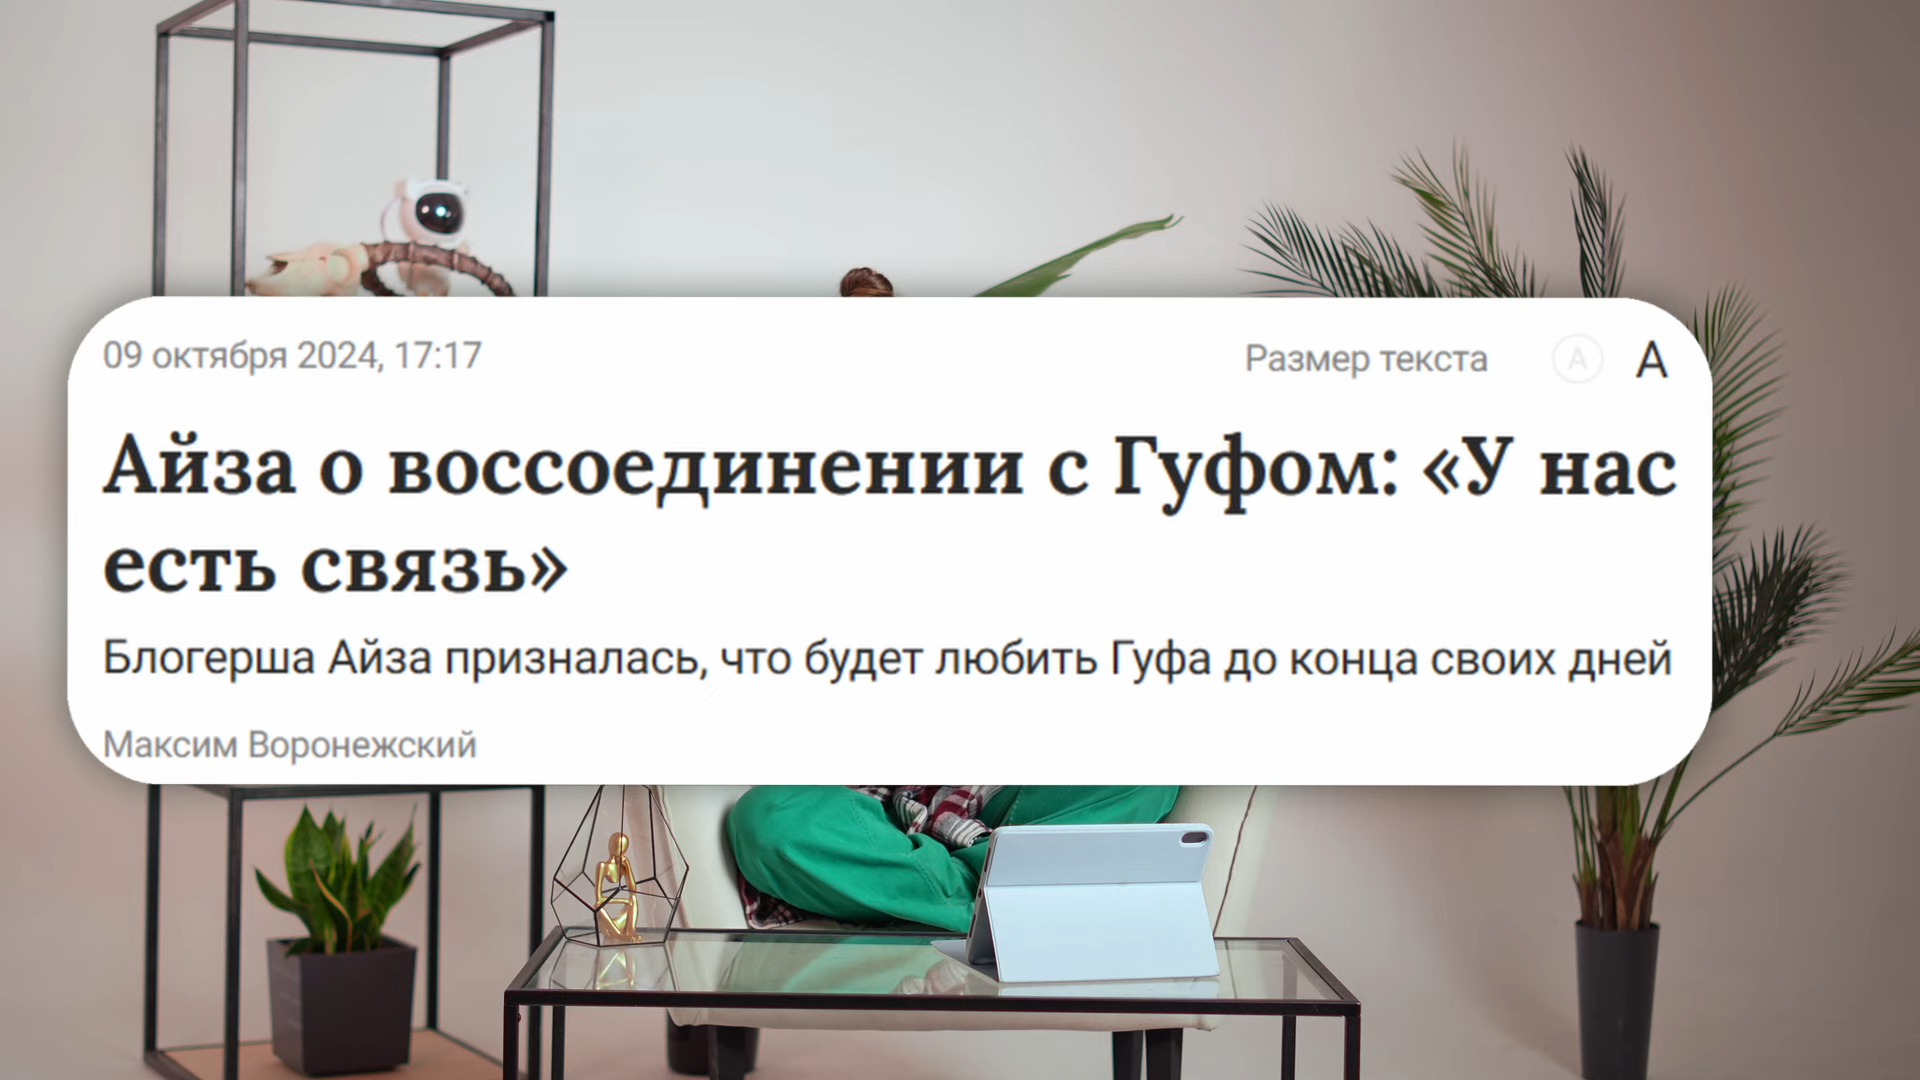 09 октября 2024, 17:17
Размер текста A A
Айза о воссоединении с Гуфом: «У нас
есть связь»
Блогерша Айза призналась, что будет любить Гуфа до конца своих дней
Максим Воронежский